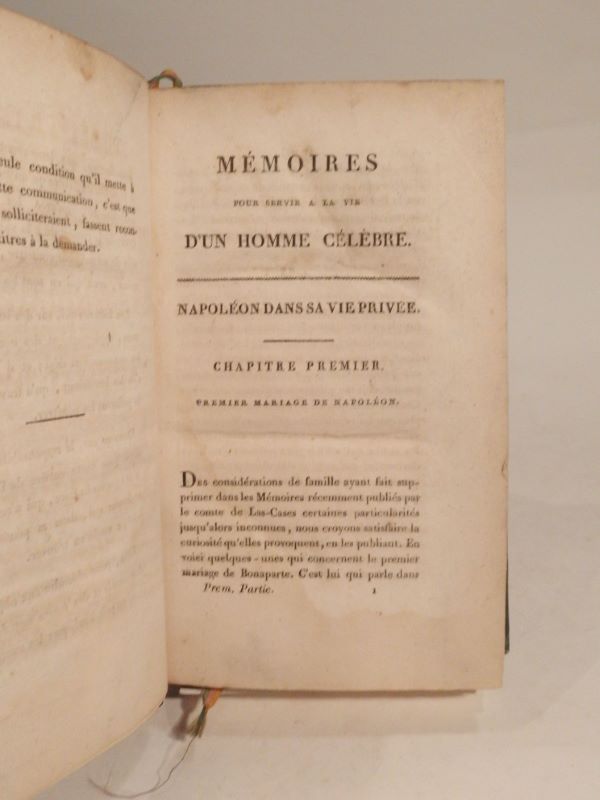 eule condition qu'il mette à
tte communication, c'est que
solliciteraient, fassent recon-
itres à la demander.
MÉMOIRES
POUR SERVIR A LA VIE
D'UN HOMME CÉLÈBRE.
NAPOLÉON DANS SA VIE PRIVÉE.
CHAPITRE PREMIER.
PREMIER MARIAGE DE NAPOLÉON.
DES considérations de famille ayant fait sup-
primer dans les Mémoires récemment publiés par
le comte de Las-Cases certaines particularités
jusqu'alors inconnues, nous croyons satisfaire la
curiosité qu'elles provoquent, en les publiant. En
voici quelques-unes qui concernent le premier
mariage de Bonaparte. C'est lui qui parle dans
Prem. Partie. 1